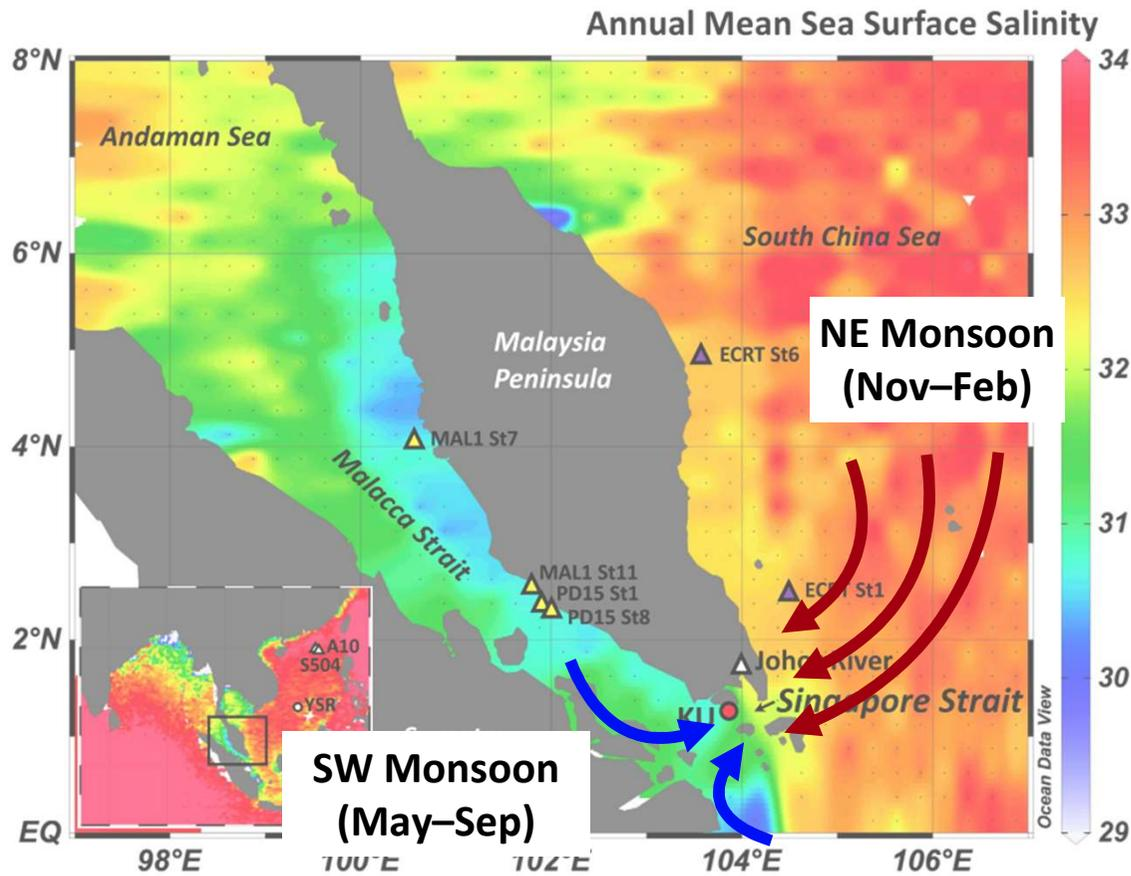 Annual Mean Sea Surface Salinity
8°N
6°N
4°N
2°N
EQ
98°E
100°E
102°E
104°E
106°E
34
33
32
31
30
29
Ocean Data View
Andaman Sea
South China Sea
Malaysia
Peninsula
Malacca Strait
ECRT St6
NE Monsoon
(Nov–Feb)
MAL1 St7
MAL1 St11
PD15 St1
PD15 St8
ECRT St1
Johor River
Singapore Strait
KU
A10
S504
YSR
SW Monsoon
(May–Sep)